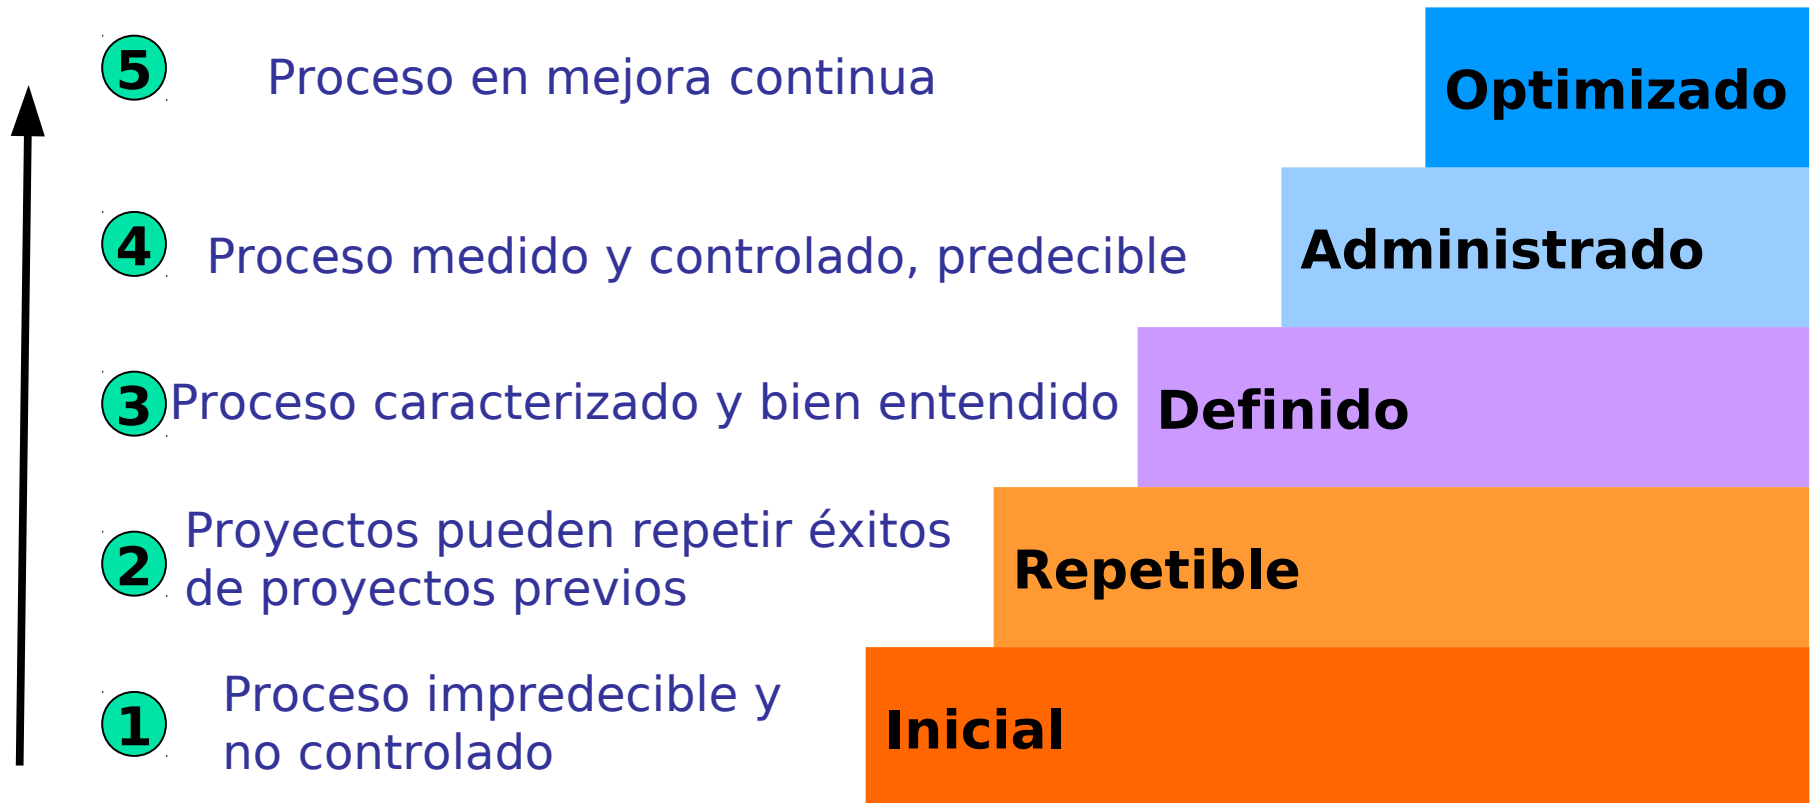 5
Proceso en mejora continua
Optimizado
4
Proceso medido y controlado, predecible
Administrado
3
Proceso caracterizado y bien entendido
Definido
2
Proyectos pueden repetir éxitos
de proyectos previos
Repetible
1
Proceso impredecible y
no controlado
Inicial